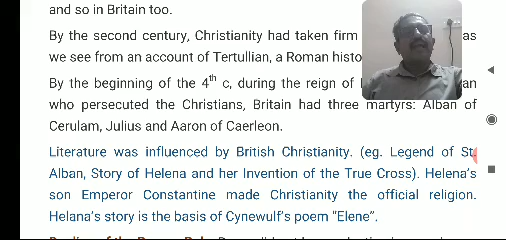 and so in Britain too.
By the second century, Christianity had taken firm as
we see from an account of Tertullian, a Roman histo
By the beginning of the 4th c, during the reign of an
who persecuted the Christians, Britain had three martyrs: Alban of
Cerulam, Julius and Aaron of Caerleon.
Literature was influenced by British Christianity. (eg. Legend of St.
Alban, Story of Helena and her Invention of the True Cross). Helena's
son Emperor Constantine made Christianity the official religion.
Helana's story is the basis of Cynewulf's poem "Elene".